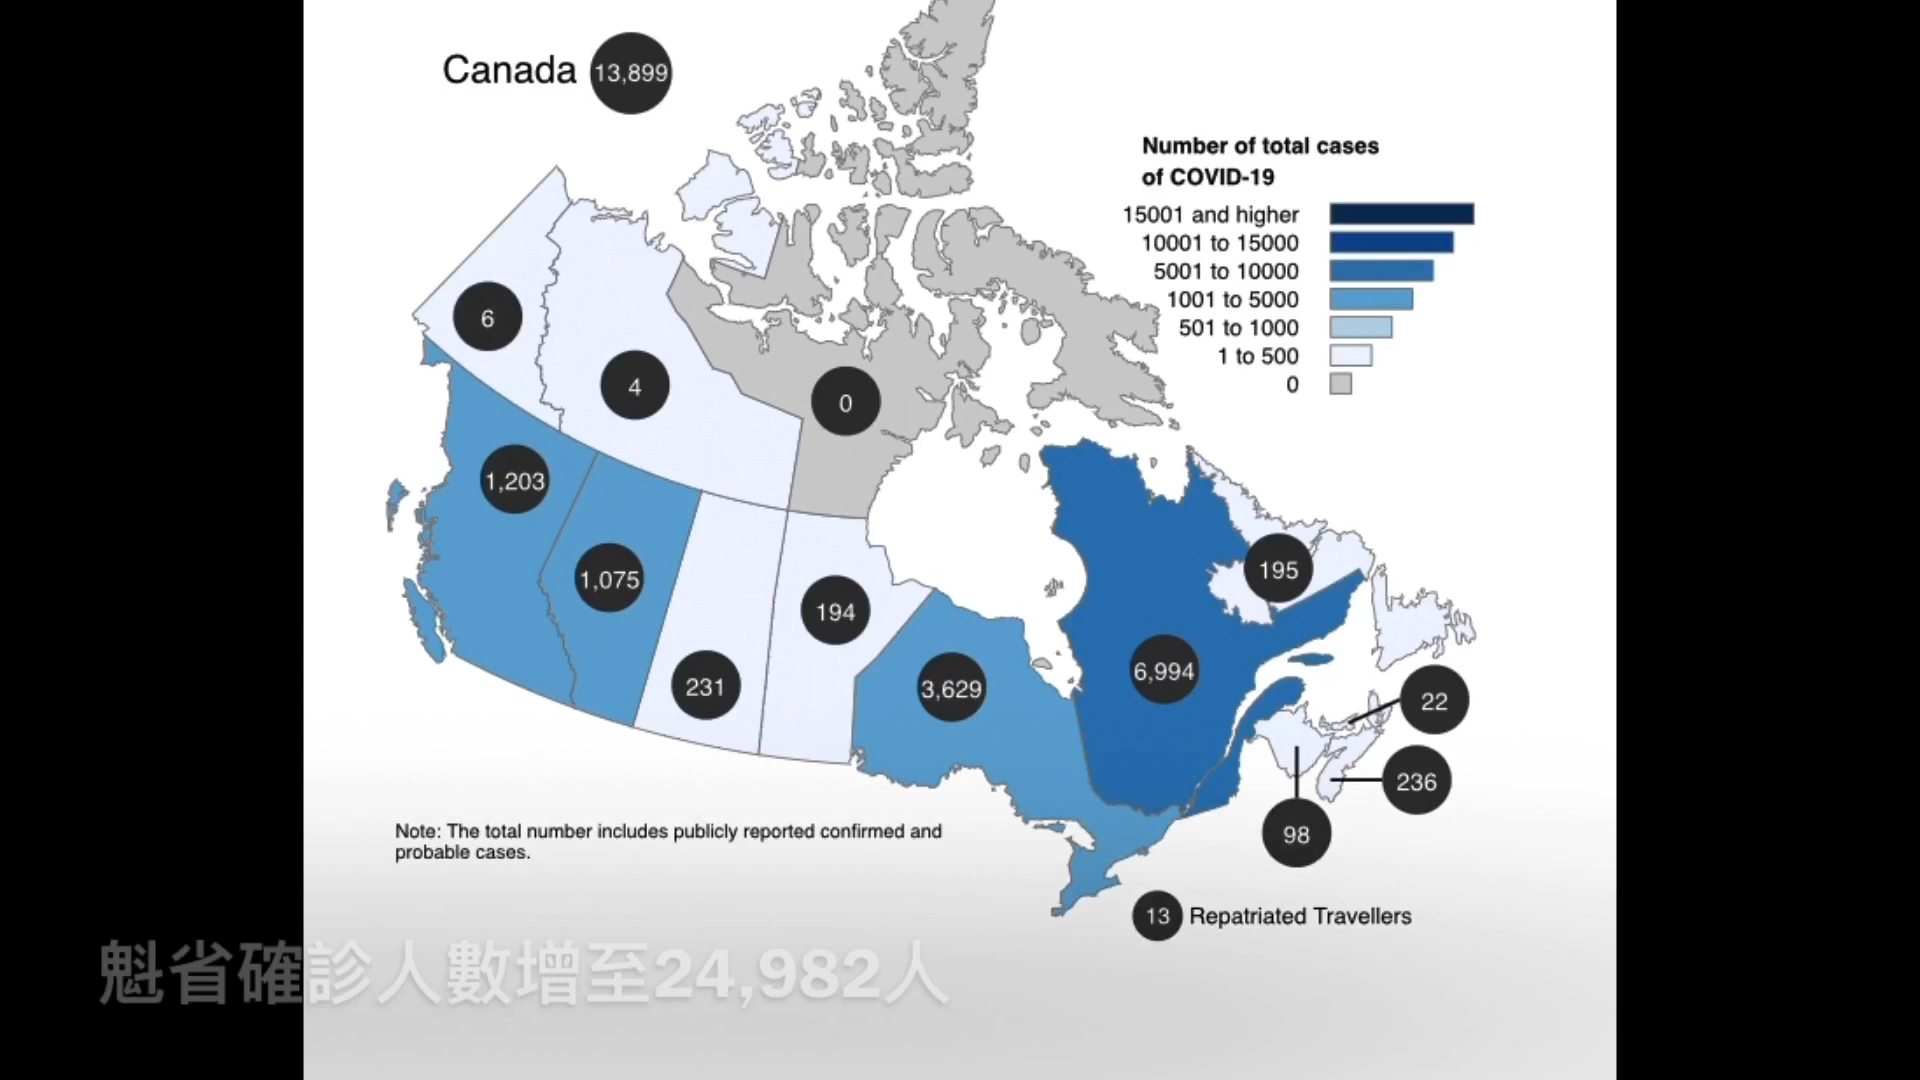 Canada 13,899
Number of total cases
of COVID-19
15001 and higher
10001 to 15000
5001 to 10000
1001 to 5000
501 to 1000
1 to 500
0
6
4
0
1,203
1,075
195
194
231
3,629
6,994
22
236
98
Note: The total number includes publicly reported confirmed and
probable cases.
13 Repatriated Travellers
魁省確診人數增至24,982人